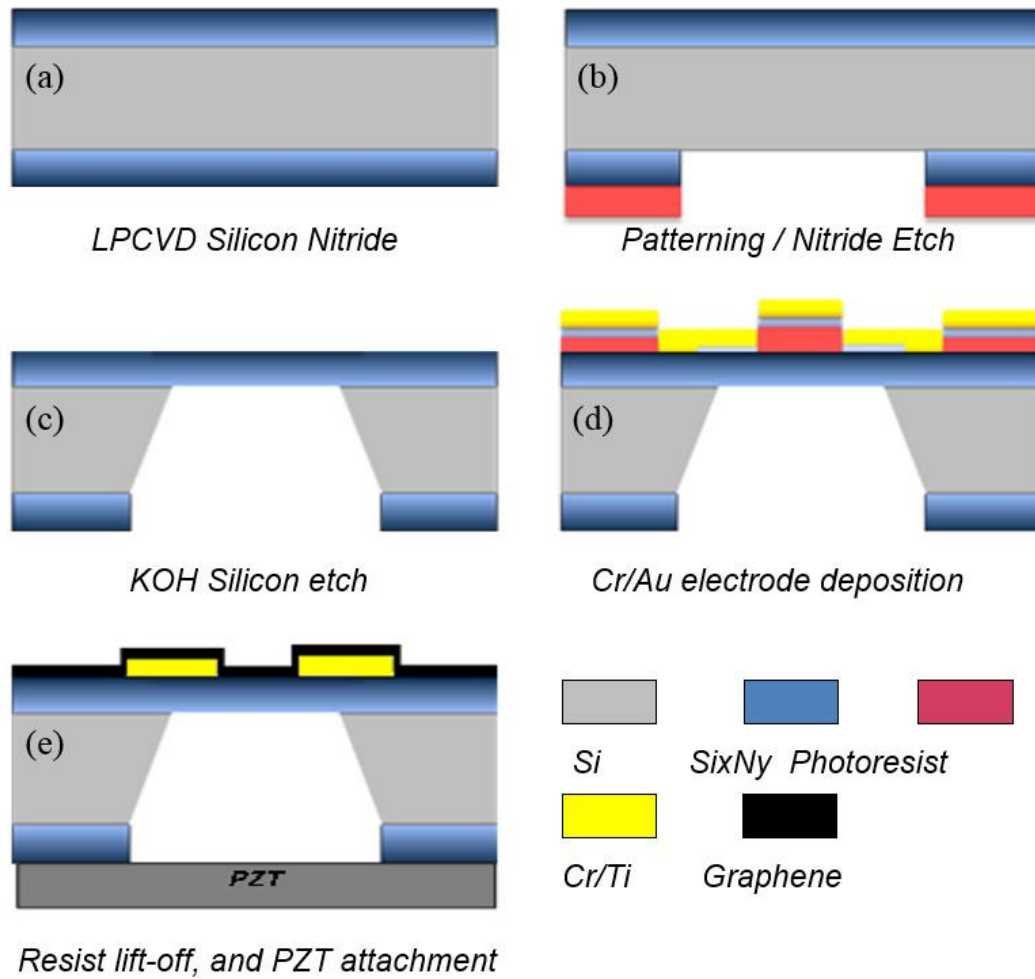 (a)
(b)
LPCVD Silicon Nitride
Patterning / Nitride Etch
(c)
(d)
KOH Silicon etch
Cr/Au electrode deposition
(e)
PZT
Resist lift-off, and PZT attachment
Si
SixNy
Photoresist
Cr/Ti
Graphene